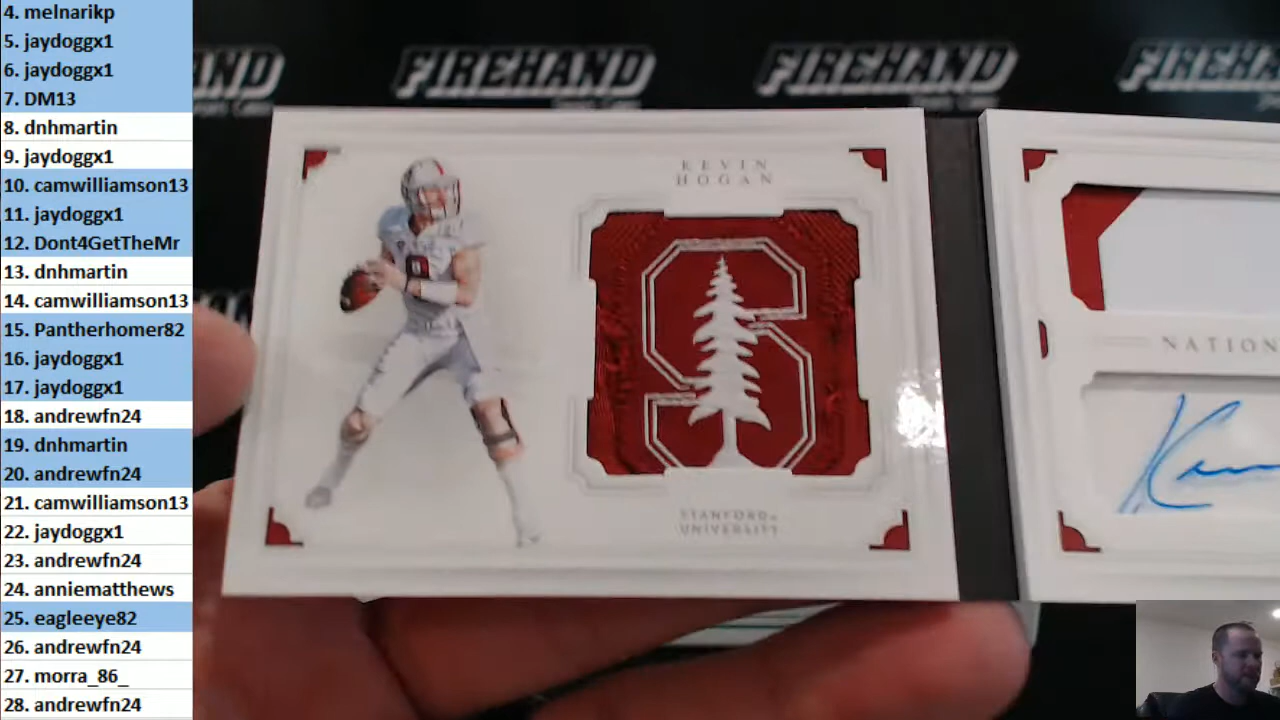 4. melnarikp
5. jaydoggx1
6. jaydoggx1
7. DM13
8. dnhmartin
9. jaydoggx1
10. camwilliamson13
11. jaydoggx1
12. Dont4GetTheMr
13. dnhmartin
14. camwilliamson13
15. Pantherhomer82
16. jaydoggx1
17. jaydoggx1
18. andrewfn24
19. dnhmartin
20. andrewfn24
21. camwilliamson13
22. jaydoggx1
23. andrewfn24
24. anniematthews
25. eagleeye82
26. andrewfn24
27. morra_86_
28. andrewfn24
FIREHAND FIREHAND
KEVIN
HOGAN
S
STANFORD
UNIVERSITY
NATION